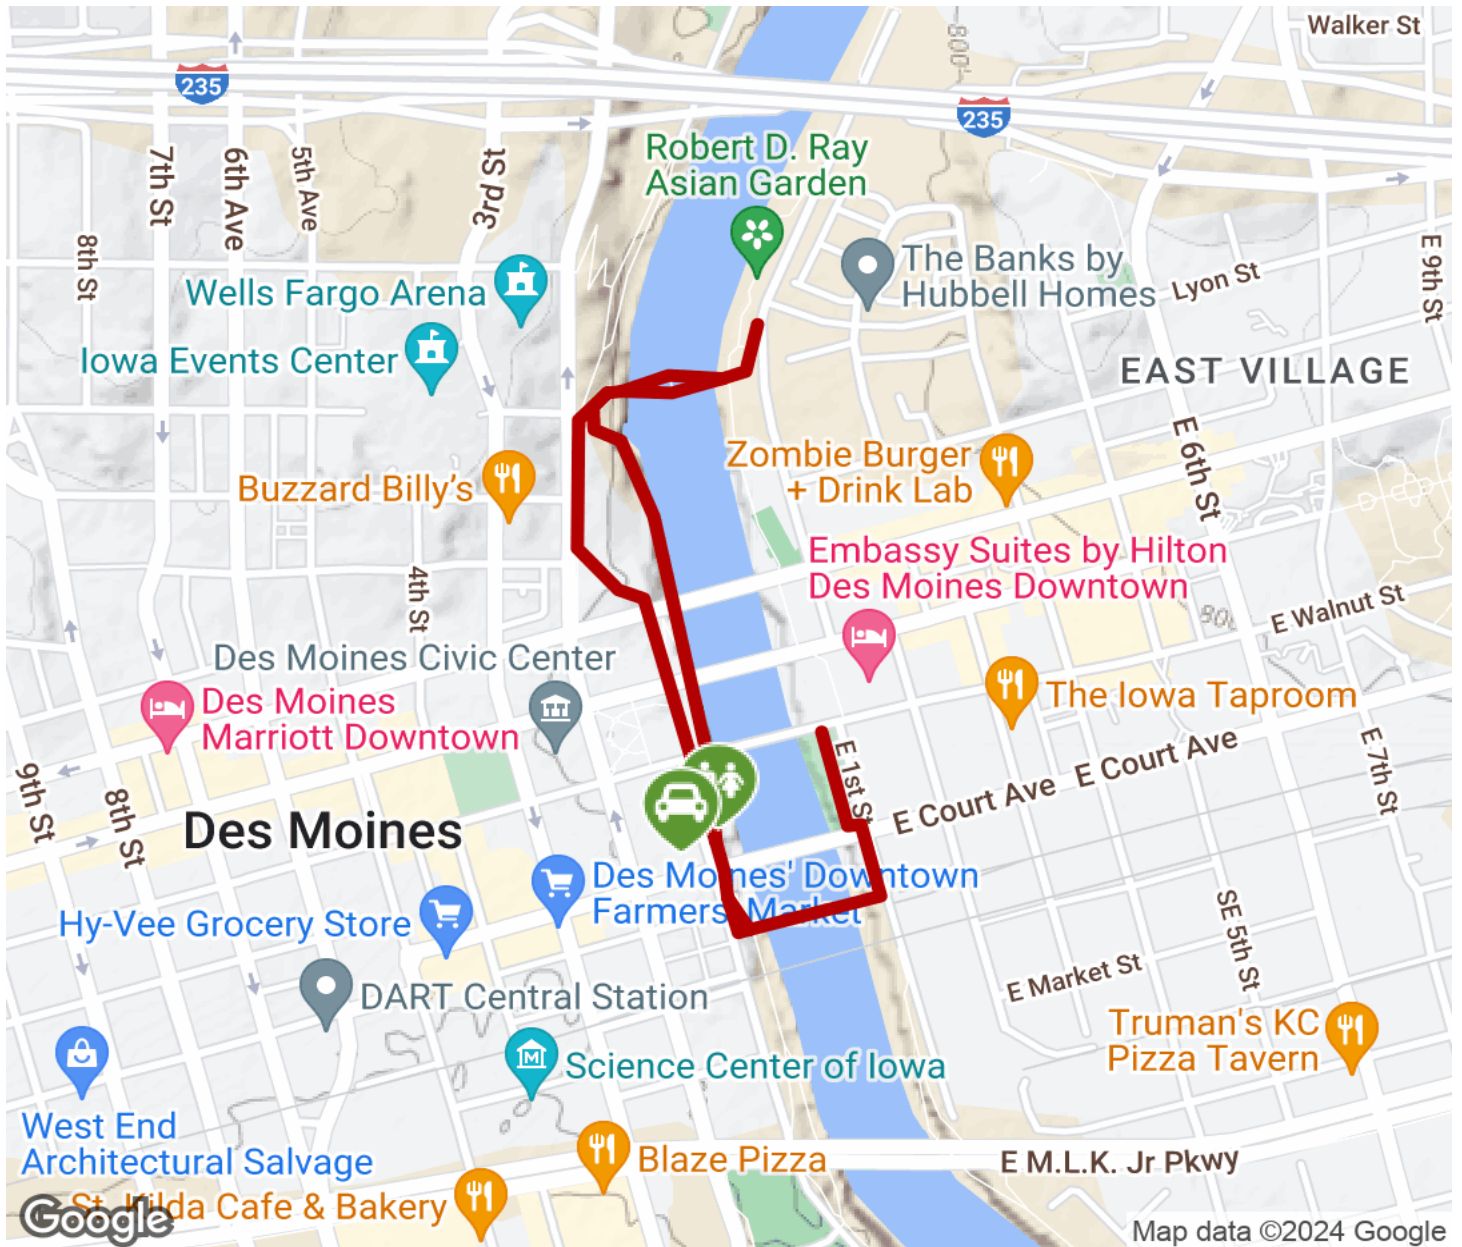 Walker St
800
235
235
Robert D. Ray
Asian Garden
7th St
6th Ave
5th Ave
3rd St
8th St
E 9th St
The Banks by
Hubbell Homes
Lyon St
Wells Fargo Arena
Iowa Events Center
EAST VILLAGE
E 6th St
Zombie Burger
+ Drink Lab
Buzzard Billy's
Embassy Suites by Hilton
Des Moines Downtown
4th St
E Walnut St
800
Des Moines Civic Center
Des Moines
Marriott Downtown
The Iowa Taproom
E 1st St
E Court Ave
E Court Ave
E 7th St
9th St
8th St
Des Moines
Des Moines' Downtown
Farmers' Market
Hy-Vee Grocery Store
SE 5th St
E Market St
DART Central Station
Truman's KC
Pizza Tavern
Science Center of Iowa
M
West End
Architectural Salvage
Blaze Pizza
E M.L.K. Jr Pkwy
St. Kilda Cafe & Bakery
Google
Map data ©2024 Google